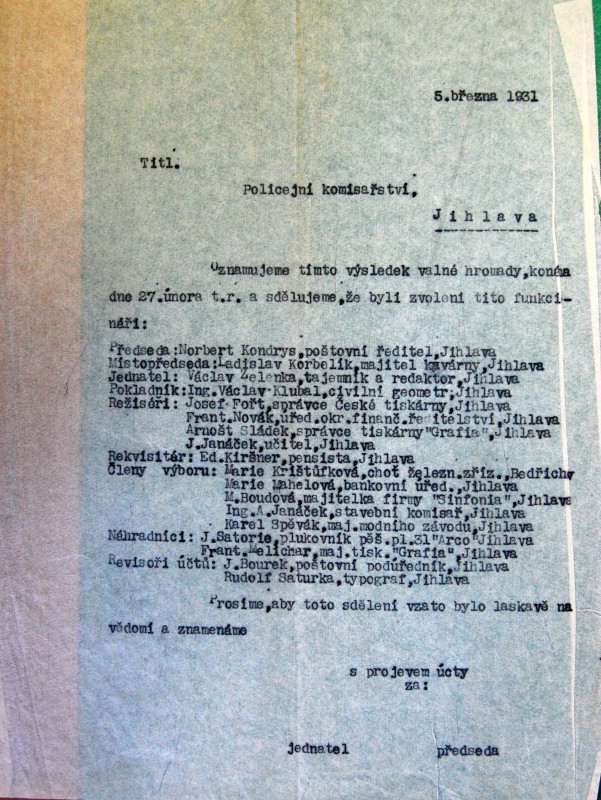 5.března 1931
Titl.
Policejní komisařství,
Jihlava
Oznamujeme tímto výsledek valné hromady,konána
dne 27.února t.r. a sdělujeme,že byli zvoleni tito funkci-
náři:
Předseda:Norbert Kondrys,poštovní ředitel,Jihlava
Místopředseda:Ladislav Korbelík,majitel kavárny,Jihlava
Jednatel: Václav Zelenka,tajemník a redaktor,Jihlava
Pokladník:Ing.Václav Klubal,civilní geometr,Jihlava
Režiséři: Josef Fořt,správce České tiskárny,Jihlava
Frant.Novák,úřed.okr.finanč.ředitelství,Jihlava
Arnošt Sládek,správce tiskárny"Grafia",Jihlava
J.Janáček,učitel,Jihlava
Rekvisitář: Ed.Kiršner,pensista,Jihlava
Členy výboru: Marie Krištůfková,choť železn.zříz.,Bedřichy
Marie Mahelová,bankovní úřed.,Jihlava
M.Boudová,majitelka firmy "Sinfonia",Jihlava
Ing.A.Janáček,stavební komisař,Jihlava
Karel Spěvák,maj.modního závodu,Jihlava
Náhradníci: J.Satorie,plukovník pěš.pl.31"Arco"Jihlava
Frant.Melichar,maj.tisk."Grafia",Jihlava
Revisoři účtů: J.Bourek,poštovní podúředník,Jihlava
Rudolf Saturka,typograf,Jihlava
Prosíme,aby toto sdělení vzato bylo laskavě na
vědomí a znamenáme
s projevem úcty
za:
jednatel předseda